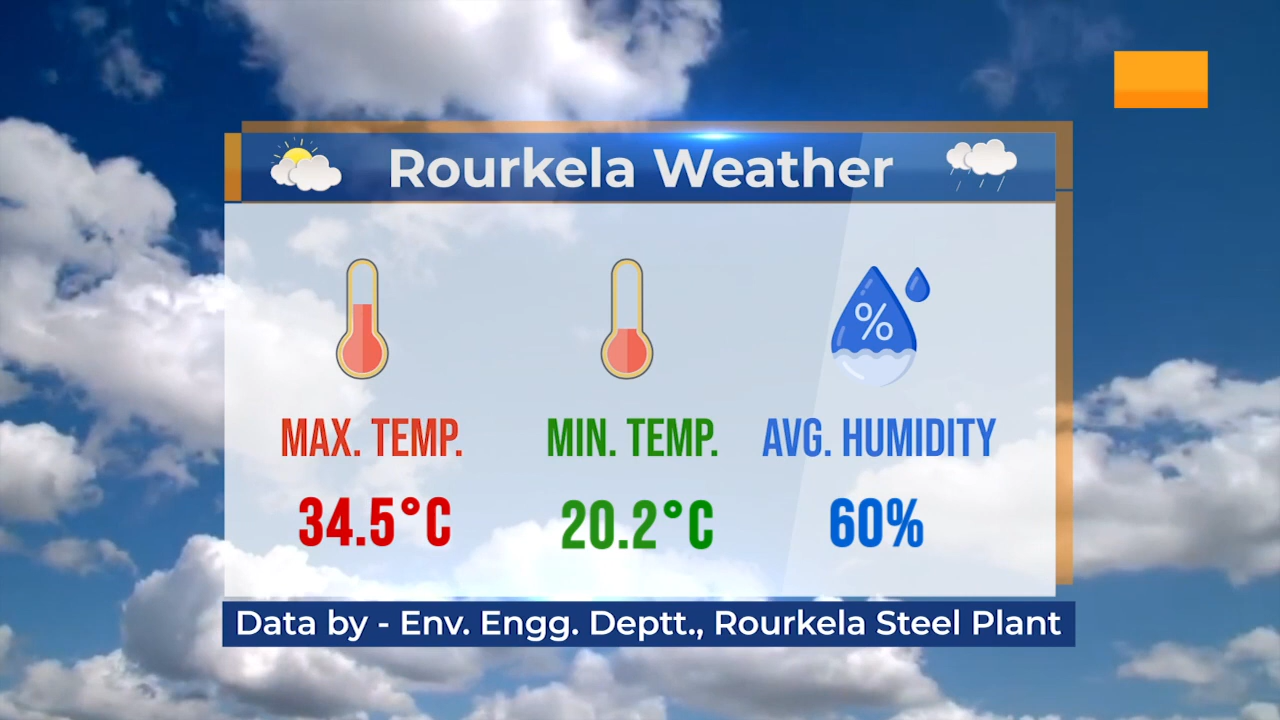 Rourkela Weather
%
MAX. TEMP. MIN. TEMP. AVG. HUMIDITY
34.5°C 20.2°C 60%
Data by - Env. Engg. Deptt., Rourkela Steel Plant